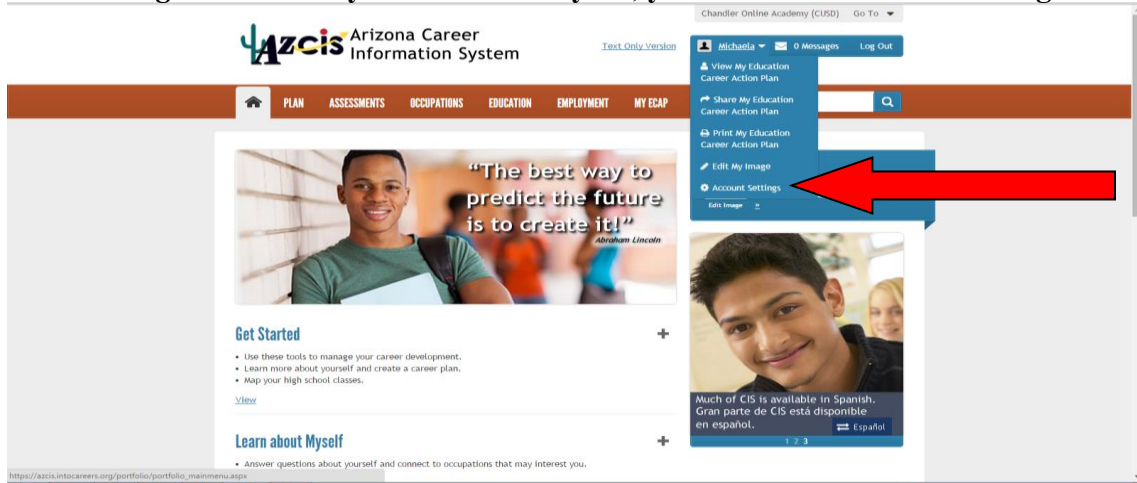 Chandler Online Academy (CUSD) Go To
Azcis Arizona Career
Information System
Text Only Version
Michaela 0 Messages Log Out
View My Education
Career Action Plan
Share My Education
Career Action Plan
Print My Education
Career Action Plan
Edit My Image
Account Settings
Edit Image »
PLAN ASSESSMENTS OCCUPATIONS EDUCATION EMPLOYMENT MY ECAP
“The best way to
predict the future
is to create it!”
Abraham Lincoln
Get Started +
• Use these tools to manage your career development.
• Learn more about yourself and create a career plan.
• Map your high school classes.
View
Much of CIS is available in Spanish.
Gran parte de CIS está disponible
en español. Español
1 2 3
Learn about Myself +
• Answer questions about yourself and connect to occupations that may interest you.
https://azcis.intocareers.org/portfolio/portfolio_mainmenu.aspx